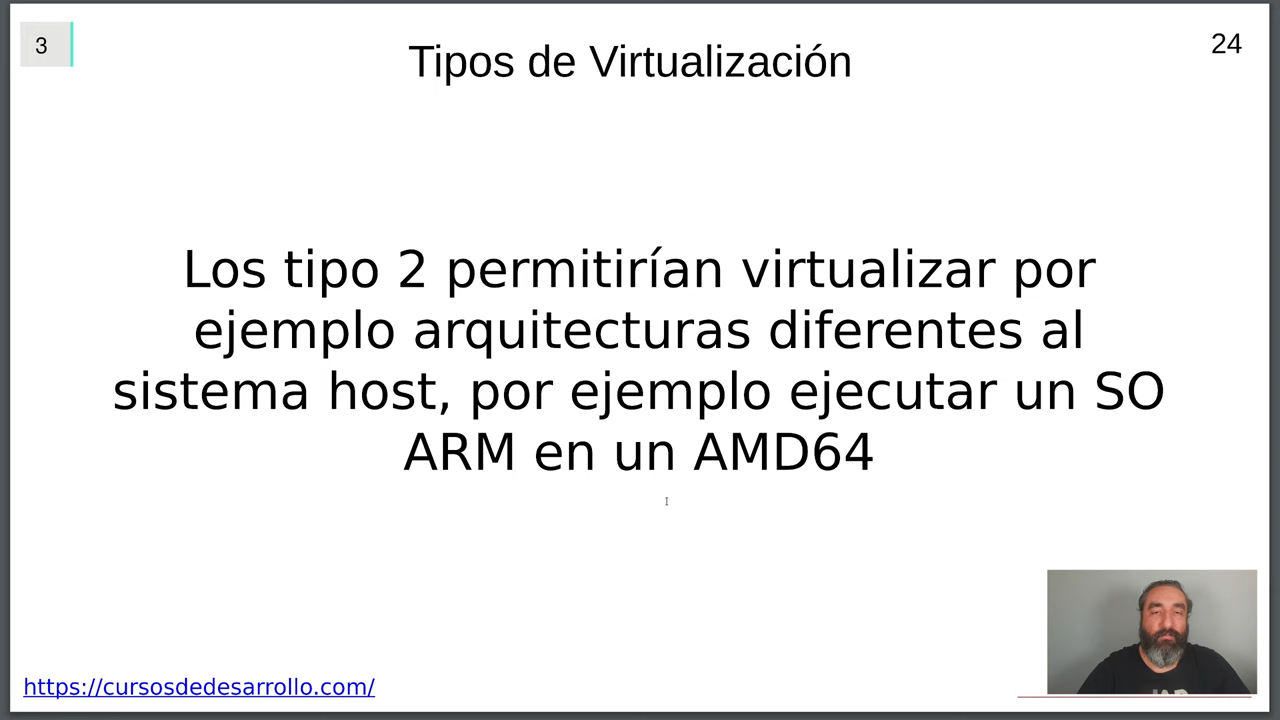 3
Tipos de Virtualización
24
Los tipo 2 permitirían virtualizar por
ejemplo arquitecturas diferentes al
sistema host, por ejemplo ejecutar un SO
ARM en un AMD64
https://cursosdedesarrollo.com/